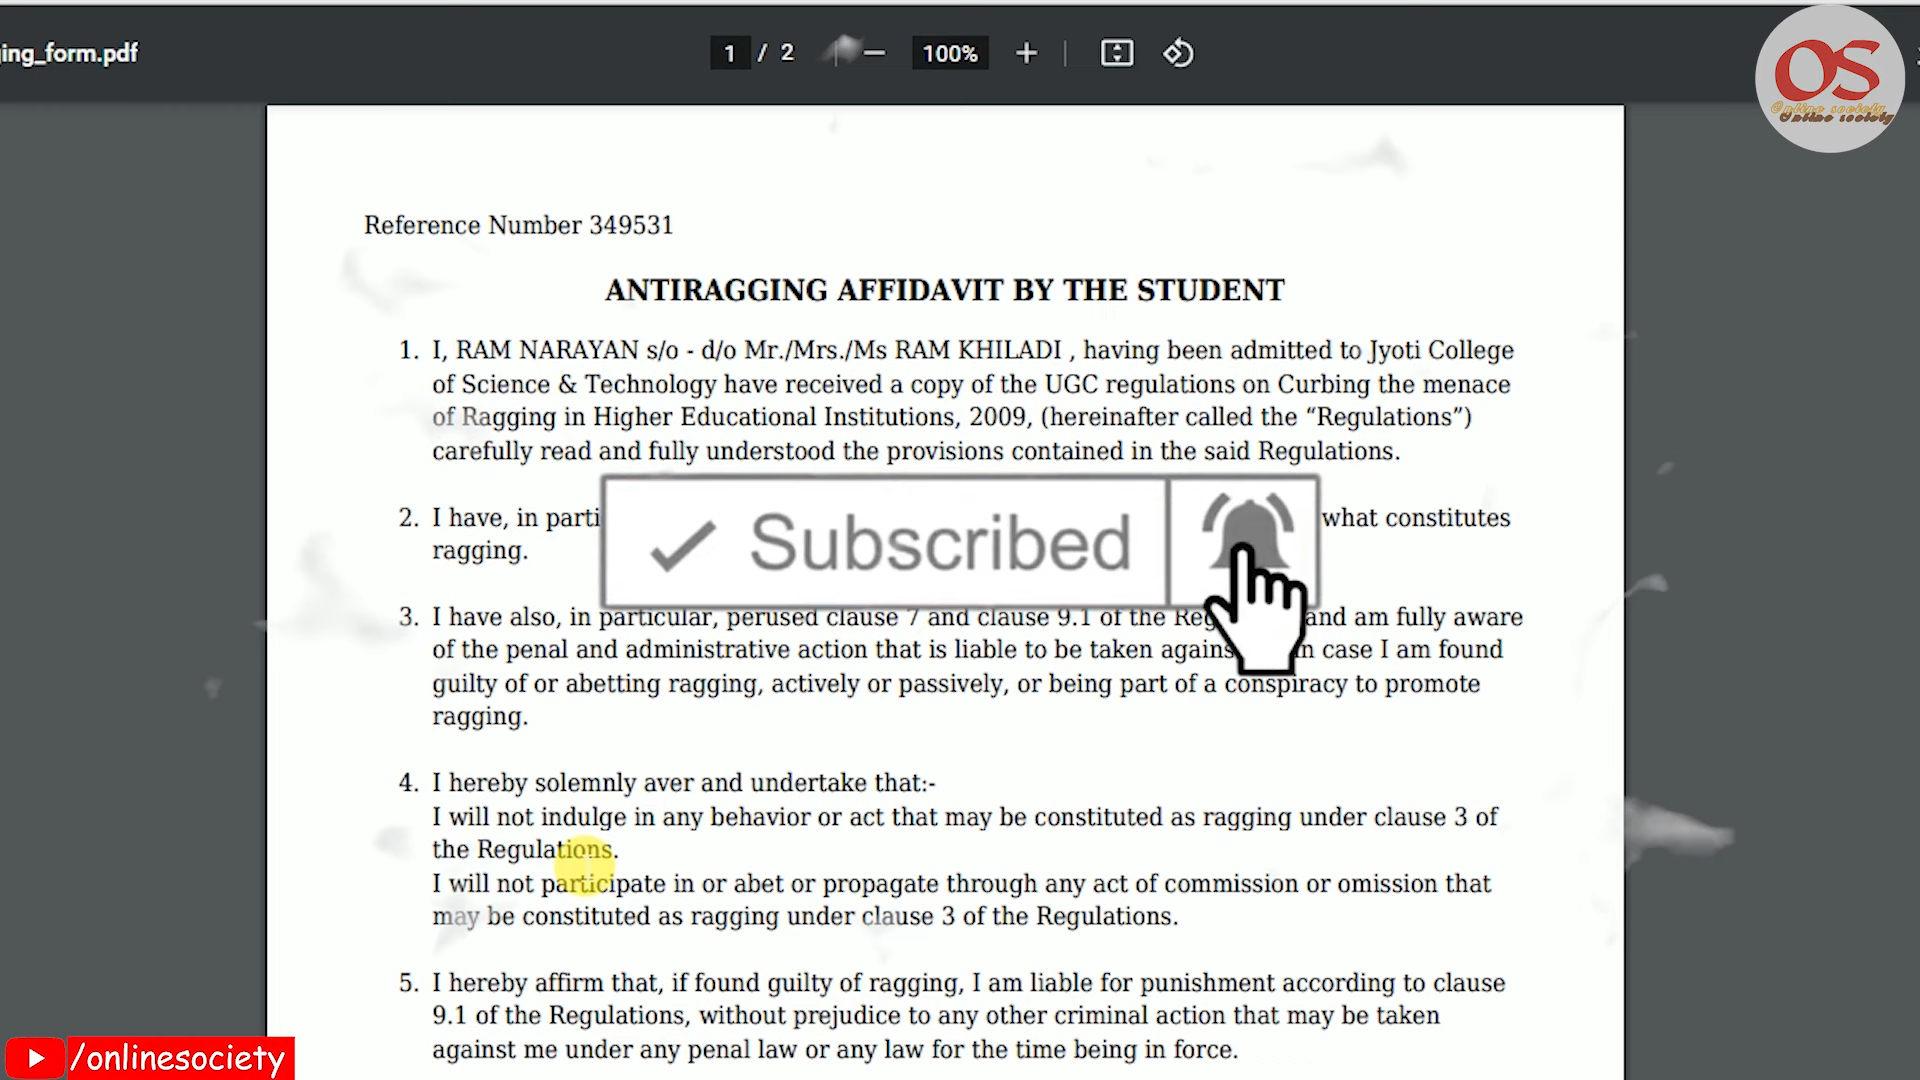 ing_form.pdf
1 / 2
100%
OS
Online society
Online society
Reference Number 349531
ANTIRAGGING AFFIDAVIT BY THE STUDENT
1. I, RAM NARAYAN s/o - d/o Mr./Mrs./Ms RAM KHILADI , having been admitted to Jyoti College
of Science & Technology have received a copy of the UGC regulations on Curbing the menace
of Ragging in Higher Educational Institutions, 2009, (hereinafter called the “Regulations”)
carefully read and fully understood the provisions contained in the said Regulations.
2. I have, in parti what constitutes
ragging.
Subscribed
3. I have also, in particular, perused clause 7 and clause 9.1 of the Reg and am fully aware
of the penal and administrative action that is liable to be taken agains n case I am found
guilty of or abetting ragging, actively or passively, or being part of a conspiracy to promote
ragging.
4. I hereby solemnly aver and undertake that:-
I will not indulge in any behavior or act that may be constituted as ragging under clause 3 of
the Regulations.
I will not participate in or abet or propagate through any act of commission or omission that
may be constituted as ragging under clause 3 of the Regulations.
5. I hereby affirm that, if found guilty of ragging, I am liable for punishment according to clause
9.1 of the Regulations, without prejudice to any other criminal action that may be taken
against me under any penal law or any law for the time being in force.
/onlinesociety